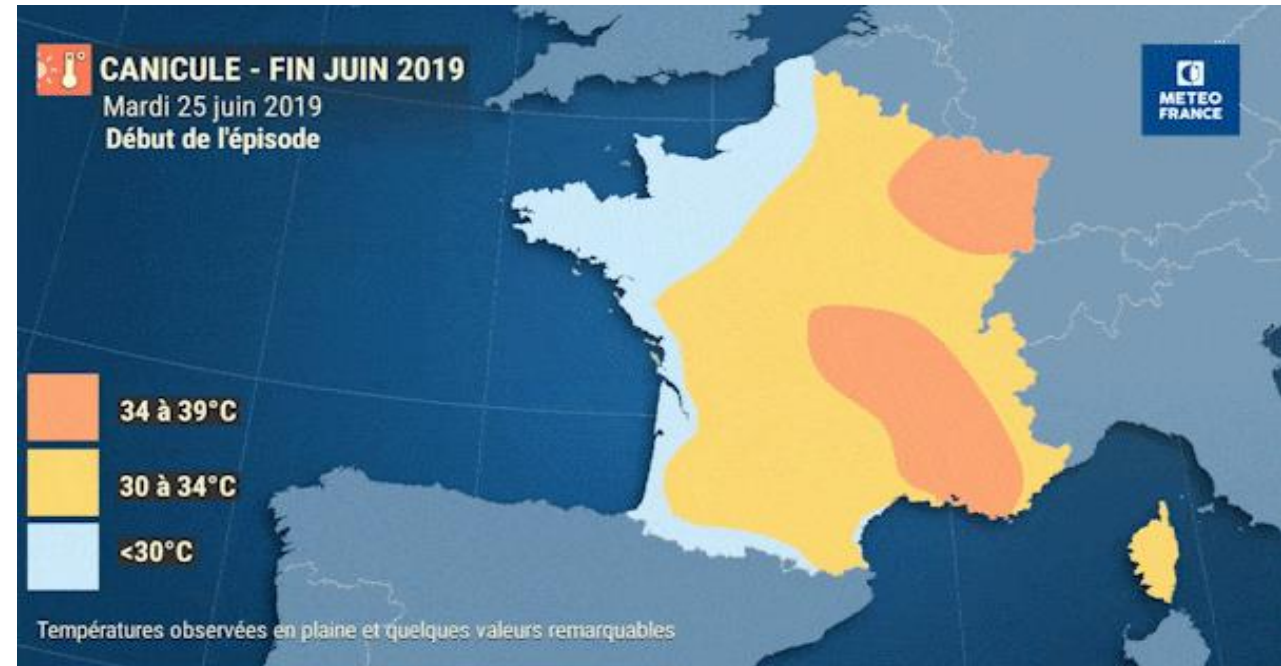 CANICULE - FIN JUIN 2019
Mardi 25 juin 2019
Début de l'épisode
METEO
FRANCE
34 à 39°C
30 à 34°C
<30°C
Températures observées en plaine et quelques valeurs remarquables